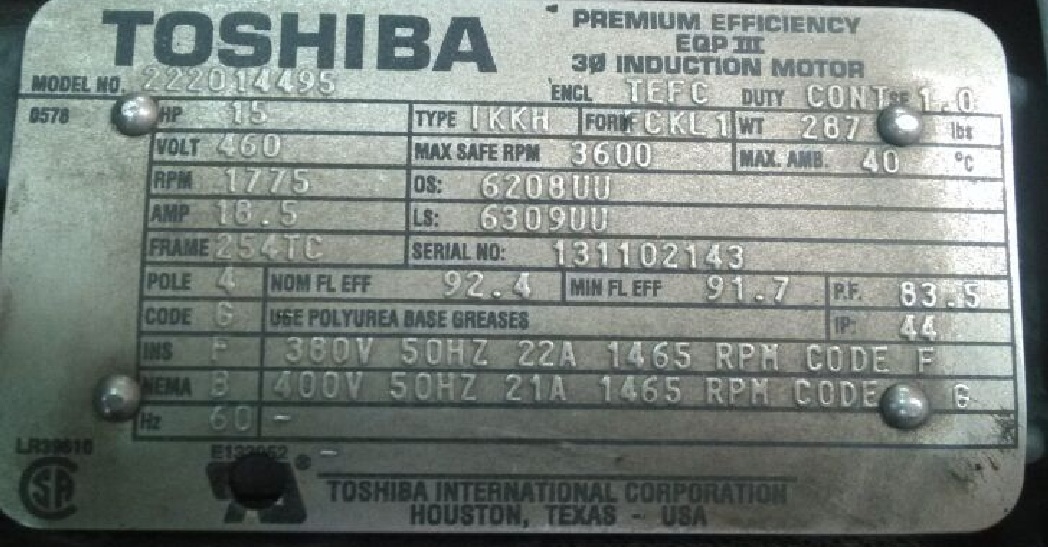 TOSHIBA
PREMIUM EFFICIENCY
EQP III
3Ø INDUCTION MOTOR
MODEL NO. 222014495
ENCL TEFC DUTY CONT SF 1.0
0578
HP 15 TYPE IKKH FORM FCKL1 WT 287 lbs
VOLT 460 MAX SAFE RPM 3600 MAX. AMB. 40 °C
RPM 1775 OS: 6208UU
AMP 18.5 LS: 6309UU
FRAME 254TC SERIAL NO: 131102143
POLE 4 NOM FL EFF 92.4 MIN FL EFF 91.7 P.F. 83.5
CODE G USE POLYUREA BASE GREASES IP: 44
INS F 380V 50HZ 22A 1465 RPM CODE F
NEMA B 400V 50HZ 21A 1465 RPM CODE G
Hz 60 -
LR39610
SA ® -
TOSHIBA INTERNATIONAL CORPORATION
HOUSTON, TEXAS - USA